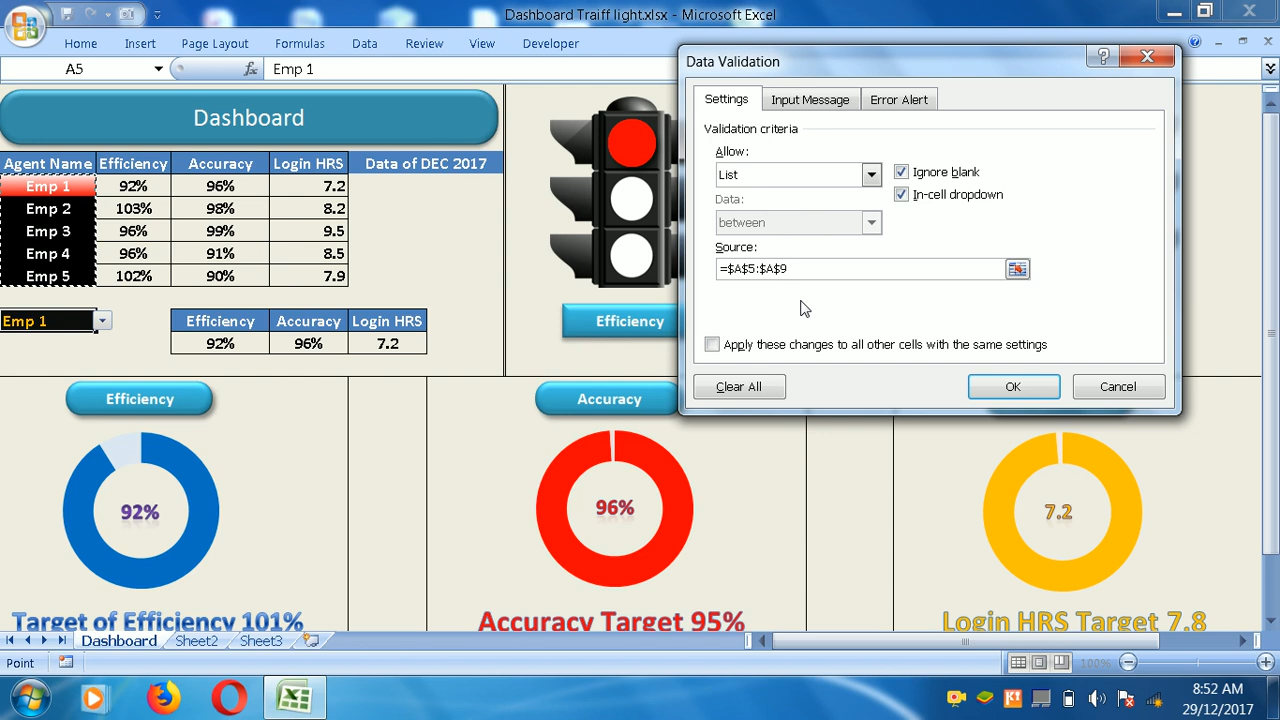 Dashboard Traiff light.xlsx - Microsoft Excel
Home Insert Page Layout Formulas Data Review View Developer
A5 fx Emp 1
Dashboard
Agent Name Efficiency Accuracy Login HRS Data of DEC 2017
Emp 1 92% 96% 7.2
Emp 2 103% 98% 8.2
Emp 3 96% 99% 9.5
Emp 4 96% 91% 8.5
Emp 5 102% 90% 7.9
Emp 1 Efficiency Accuracy Login HRS
92% 96% 7.2
Efficiency
Data Validation
Settings Input Message Error Alert
Validation criteria
Allow:
List Ignore blank
Data: In-cell dropdown
between
Source:
=$A$5:$A$9
Apply these changes to all other cells with the same settings
Clear All OK Cancel
Efficiency Accuracy
92% 96% 7.2
Target of Efficiency 101% Accuracy Target 95% Login HRS Target 7.8
Dashboard Sheet2 Sheet3
Point 100%
8:52 AM
29/12/2017